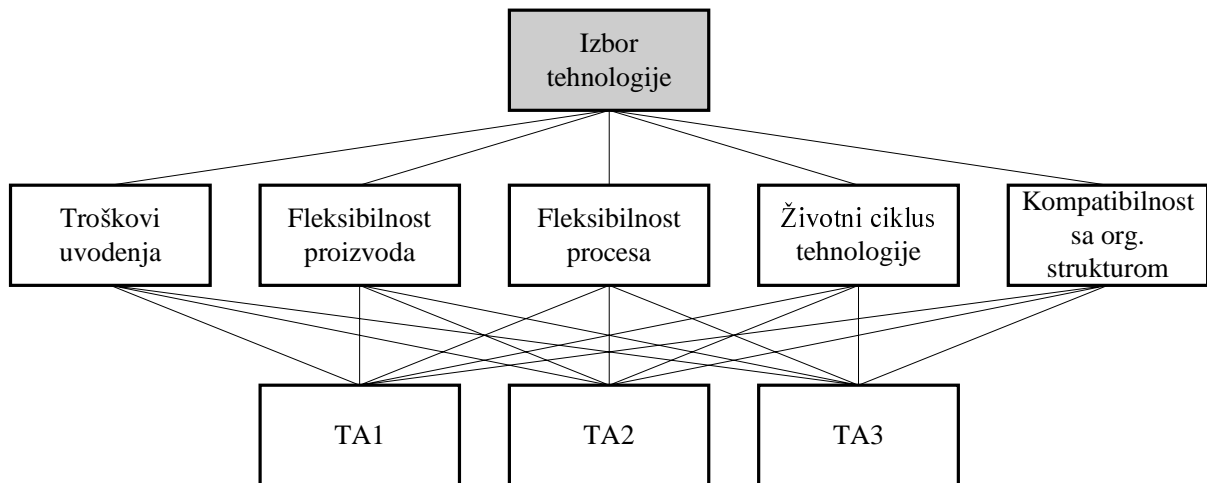 Izbor
tehnologije
Troškovi
uvodenja
Fleksibilnost
proizvoda
Fleksibilnost
procesa
Životni ciklus
tehnologije
Kompatibilnost
sa org.
strukturom
TA1
TA2
TA3